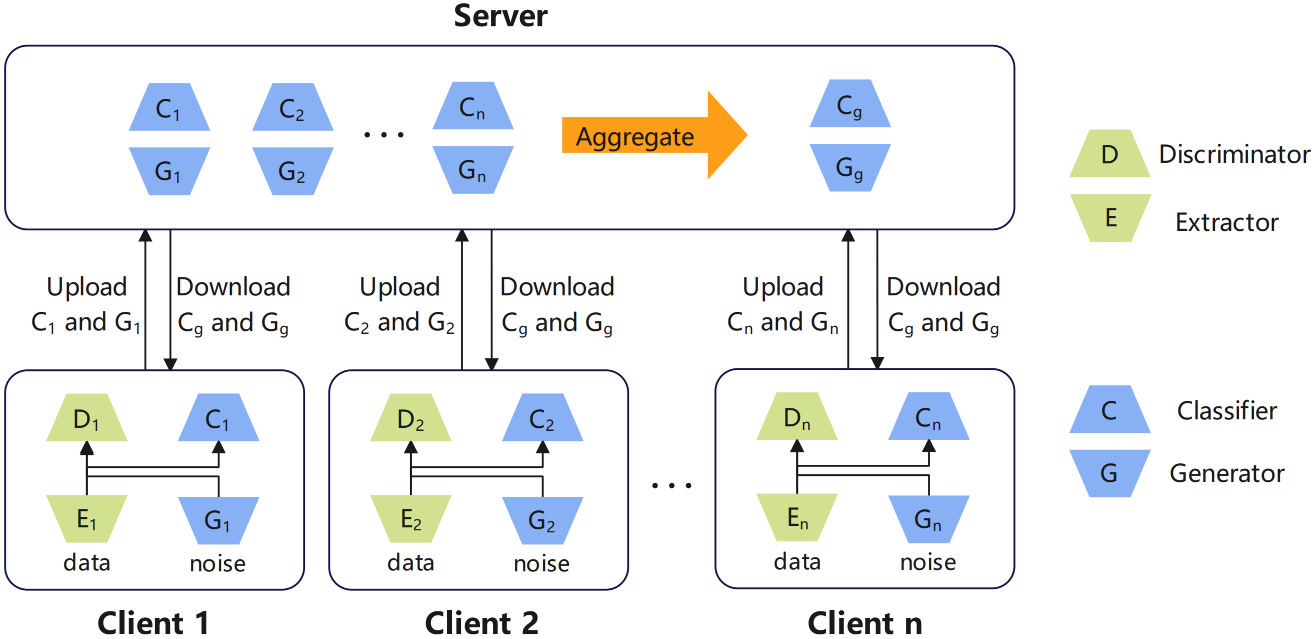 Server
C1 C2 Cn Cg
... Aggregate
G1 G2 Gn Gg
D Discriminator
E Extractor
Upload Download Upload Download Upload Download
C1 and G1 Cg and Gg C2 and G2 Cg and Gg Cn and Gn Cg and Gg
D1 C1 D2 C2 Dn Cn
C Classifier
G Generator
...
E1 G1 E2 G2 En Gn
data noise data noise data noise
Client 1 Client 2 Client n